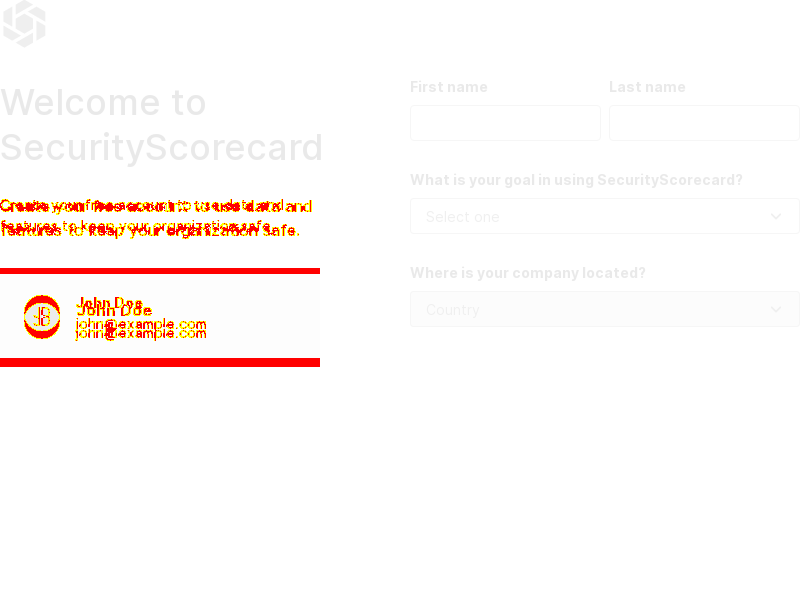 Welcome to
SecurityScorecard
Create your free account to use data and
features to keep your organization safe.
John Doe
john@example.com
First name
Last name
What is your goal in using SecurityScorecard?
Select one
Where is your company located?
Country